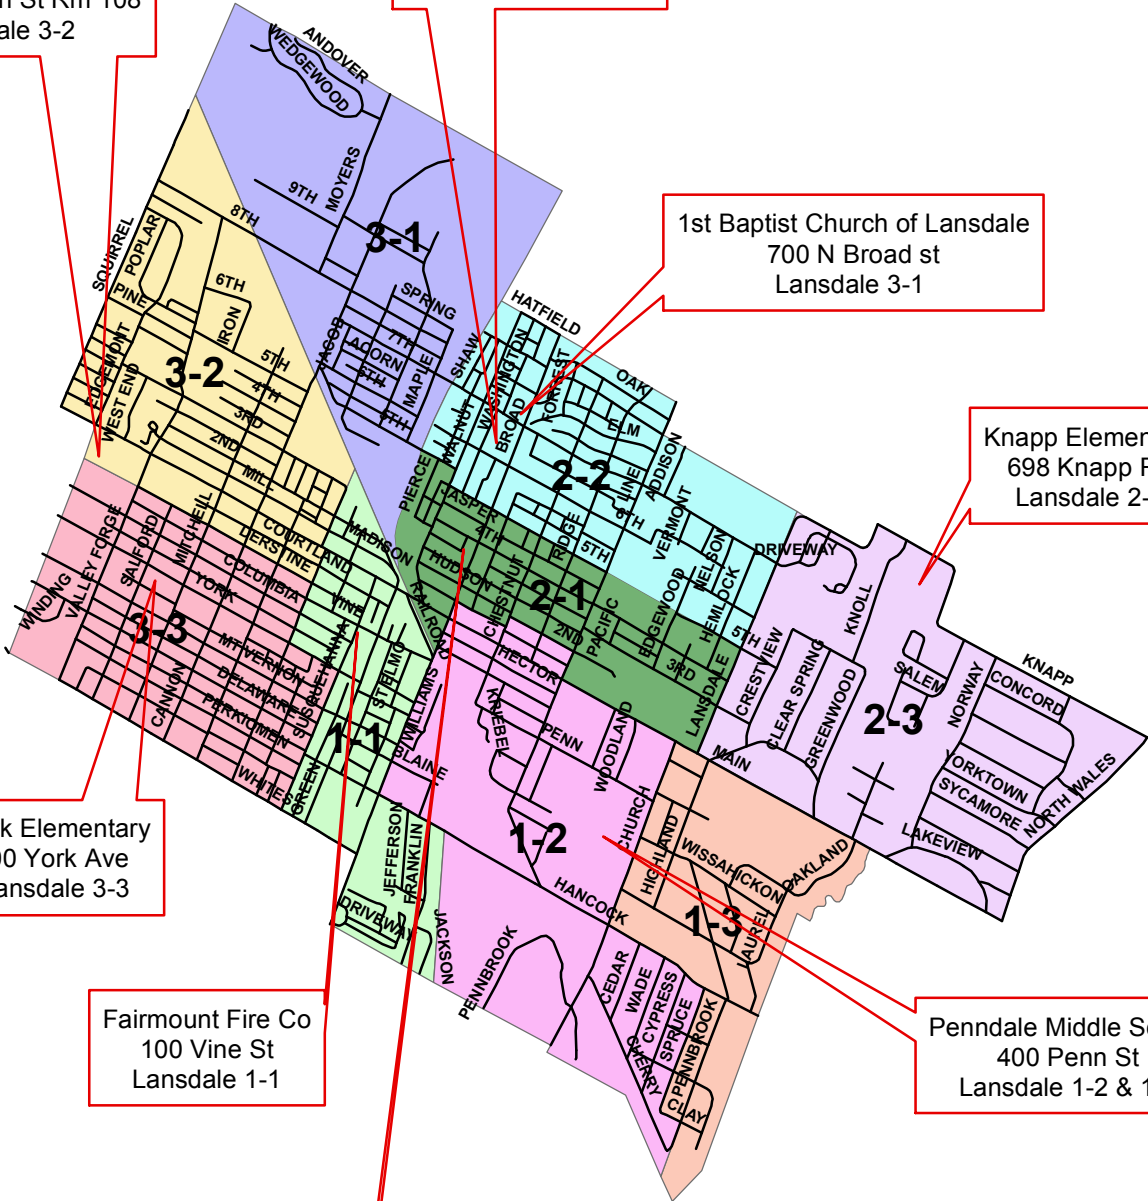 ale 3-2
ANDOVER
WEDGEWOOD
MOYERS
9TH
8TH
3-1
SQUIRREL
POPLAR
6TH
PINE
IRON
SPRING
7TH
JACOB
ACORN
6TH
MAPLE
5TH
SHAW
5TH
4TH
3RD
2ND
3-2
EDGEMONT
WEST END
MILL
1st Baptist Church of Lansdale
700 N Broad st
Lansdale 3-1
HATFIELD
WASHINGTON
FORREST
OAK
WALNUT
BROAD
ELM
2-2
LINE
ADDISON
6TH
VERMONT
NELSON
HEMLOCK
5TH
Knapp Elemen
698 Knapp
Lansdale 2-
PIERCE
JASPER
4TH
HUDSON
CHESTNUT
RIDGE
5TH
2-1
2ND
PACIFIC
EDGEWOOD
3RD
LANSDALE
COURTLAND
DERSTINE
MADISON
MITCHELL
SALFORD
VALLEY FORGE
WINDING
COLUMBIA
YORK
3-3
MT VERNON
DELAWARE
PERKIOMEN
CANNON
WHITES
VINE
SUSQUEHANNA
ST ELMO
RAILROAD
WILLIAMS
1-1
GREEN
BLAINE
JEFFERSON
FRANKLIN
DRIVEWAY
JACKSON
HECTOR
KRIEBEL
PENN
WOODLAND
1-2
CHURCH
HANCOCK
PENNBROOK
DRIVEWAY
KNOLL
CRESTVIEW
CLEAR SPRING
GREENWOOD
SALEM
NORWAY
KNAPP
CONCORD
2-3
MAIN
YORKTOWN
SYCAMORE
NORTH WALES
LAKEVIEW
HIGHLAND
WISSAHICKON
OAKLAND
1-3
LAUREL
CEDAR
WADE
CYPRESS
SPRUCE
CHERRY
PENNBROOK
CLAY
k Elementary
00 York Ave
ansdale 3-3
Fairmount Fire Co
100 Vine St
Lansdale 1-1
Penndale Middle S
400 Penn St
Lansdale 1-2 & 1